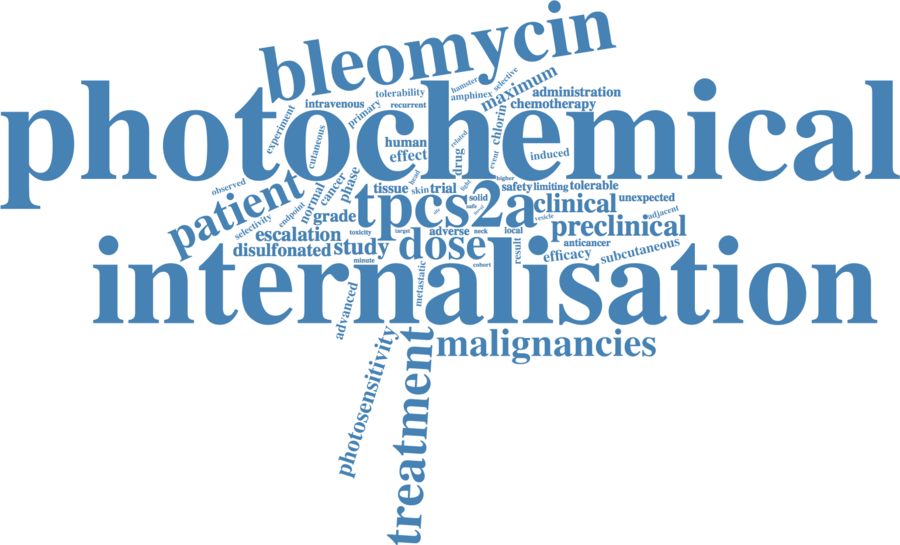 bleomycin
hamster
selective
tolerability
amphinex
maximum
administration
intravenous
recurrent
chemotherapy
primary
experiment
photochemical
cutaneous
chlorin
related
human
effect
drug
event
induced
observed
normal
cancer
phase
head
light
higher
patient
tissue
skin
trial
solid
safety
limiting
tolerable
endpoint
selectivity
grade
tpcs2a
safe
clinical
unexpected
vesicle
adjacent
preclinical
escalation
toxicity
target
adverse
neck
local
disulfonated
study
dose
result
anticancer
efficacy
subcutaneous
minute
metastatic
cohort
internalisation
advanced
malignancies
photosensitivity
treatment